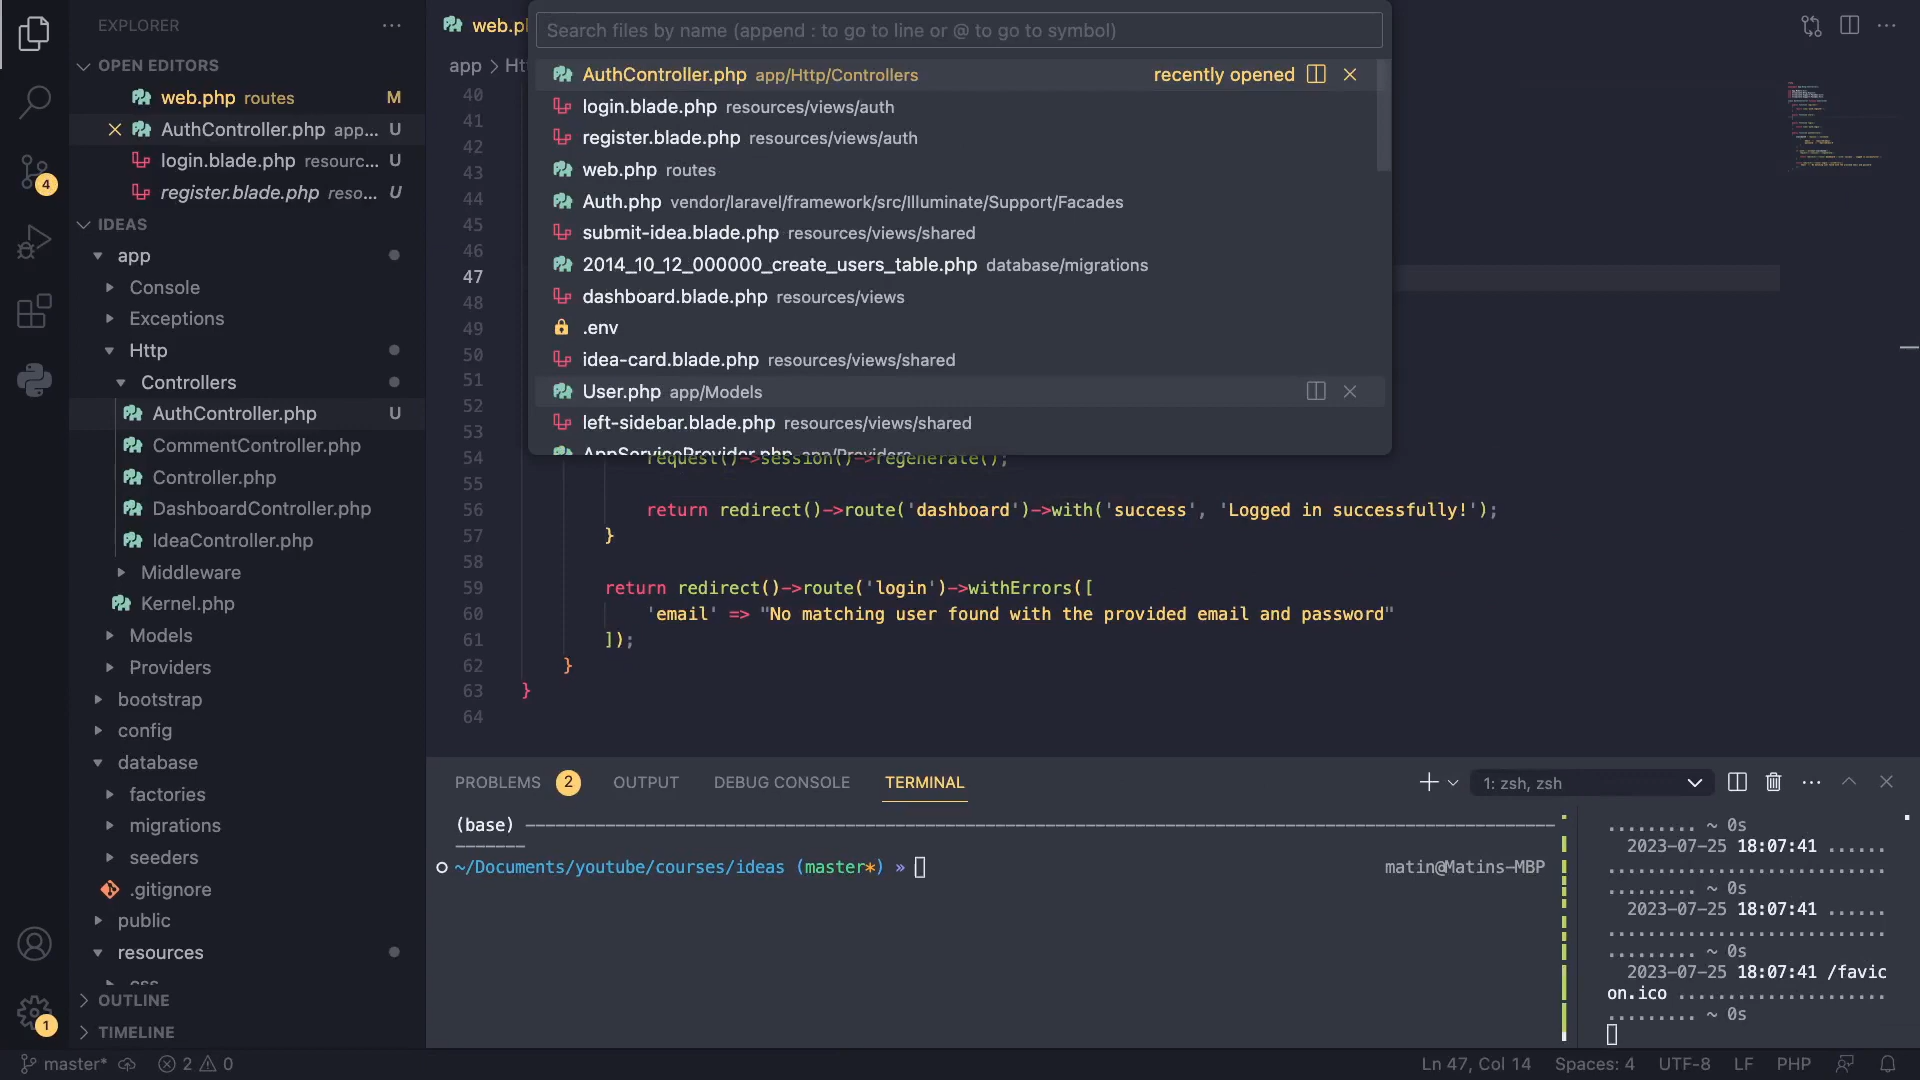 EXPLORER
OPEN EDITORS
web.php routes M
AuthController.php app... U
login.blade.php resourc... U
register.blade.php reso... U
IDEAS
app
Console
Exceptions
Http
Controllers
AuthController.php U
CommentController.php
Controller.php
DashboardController.php
IdeaController.php
Middleware
Kernel.php
Models
Providers
bootstrap
config
database
factories
migrations
seeders
.gitignore
public
resources
OUTLINE
TIMELINE
4
1
web.p
app > Ht
Search files by name (append : to go to line or @ to go to symbol)
AuthController.php app/Http/Controllers recently opened
login.blade.php resources/views/auth
register.blade.php resources/views/auth
web.php routes
Auth.php vendor/laravel/framework/src/Illuminate/Support/Facades
submit-idea.blade.php resources/views/shared
2014_10_12_000000_create_users_table.php database/migrations
dashboard.blade.php resources/views
.env
idea-card.blade.php resources/views/shared
User.php app/Models
left-sidebar.blade.php resources/views/shared
AppServiceProvider.php app/Providers
40
41
42
43
44
45
46
47
48
49
50
51
52
53
54 request()->session()->regenerate();
55
56 return redirect()->route('dashboard')->with('success', 'Logged in successfully!');
57 }
58
59 return redirect()->route('login')->withErrors([
60 'email' => "No matching user found with the provided email and password"
61 ]);
62 }
63 }
64
PROBLEMS 2 OUTPUT DEBUG CONSOLE TERMINAL 1: zsh, zsh
(base)
~/Documents/youtube/courses/ideas (master*) » matin@Matins-MBP
......... ~ 0s
2023-07-25 18:07:41 ......
...........................
......... ~ 0s
2023-07-25 18:07:41 ......
...........................
......... ~ 0s
2023-07-25 18:07:41 /favic
on.ico ....................
......... ~ 0s
master* 2 0 Ln 47, Col 14 Spaces: 4 UTF-8 LF PHP